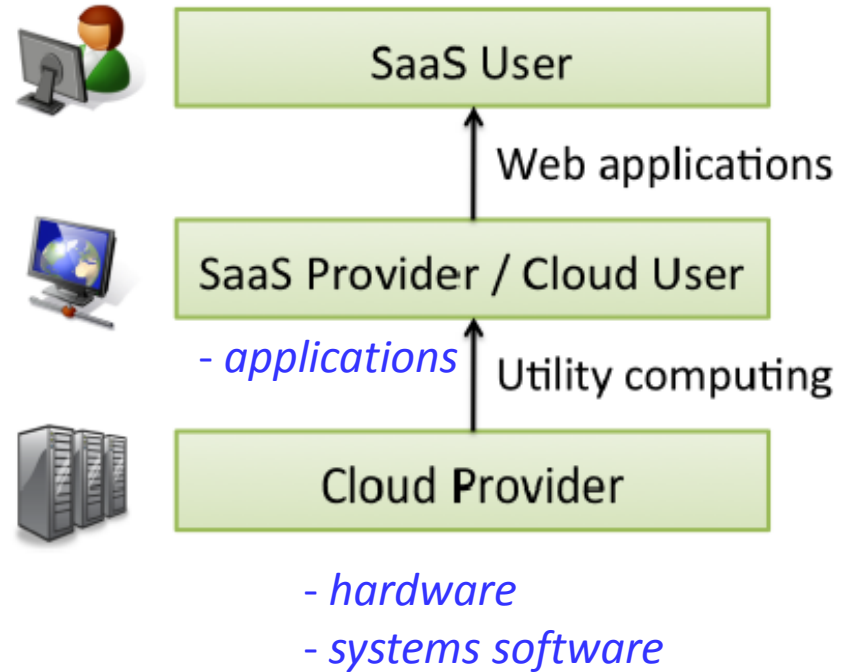 SaaS User
Web applications
SaaS Provider / Cloud User
- applications
Utility computing
Cloud Provider
- hardware
- systems software